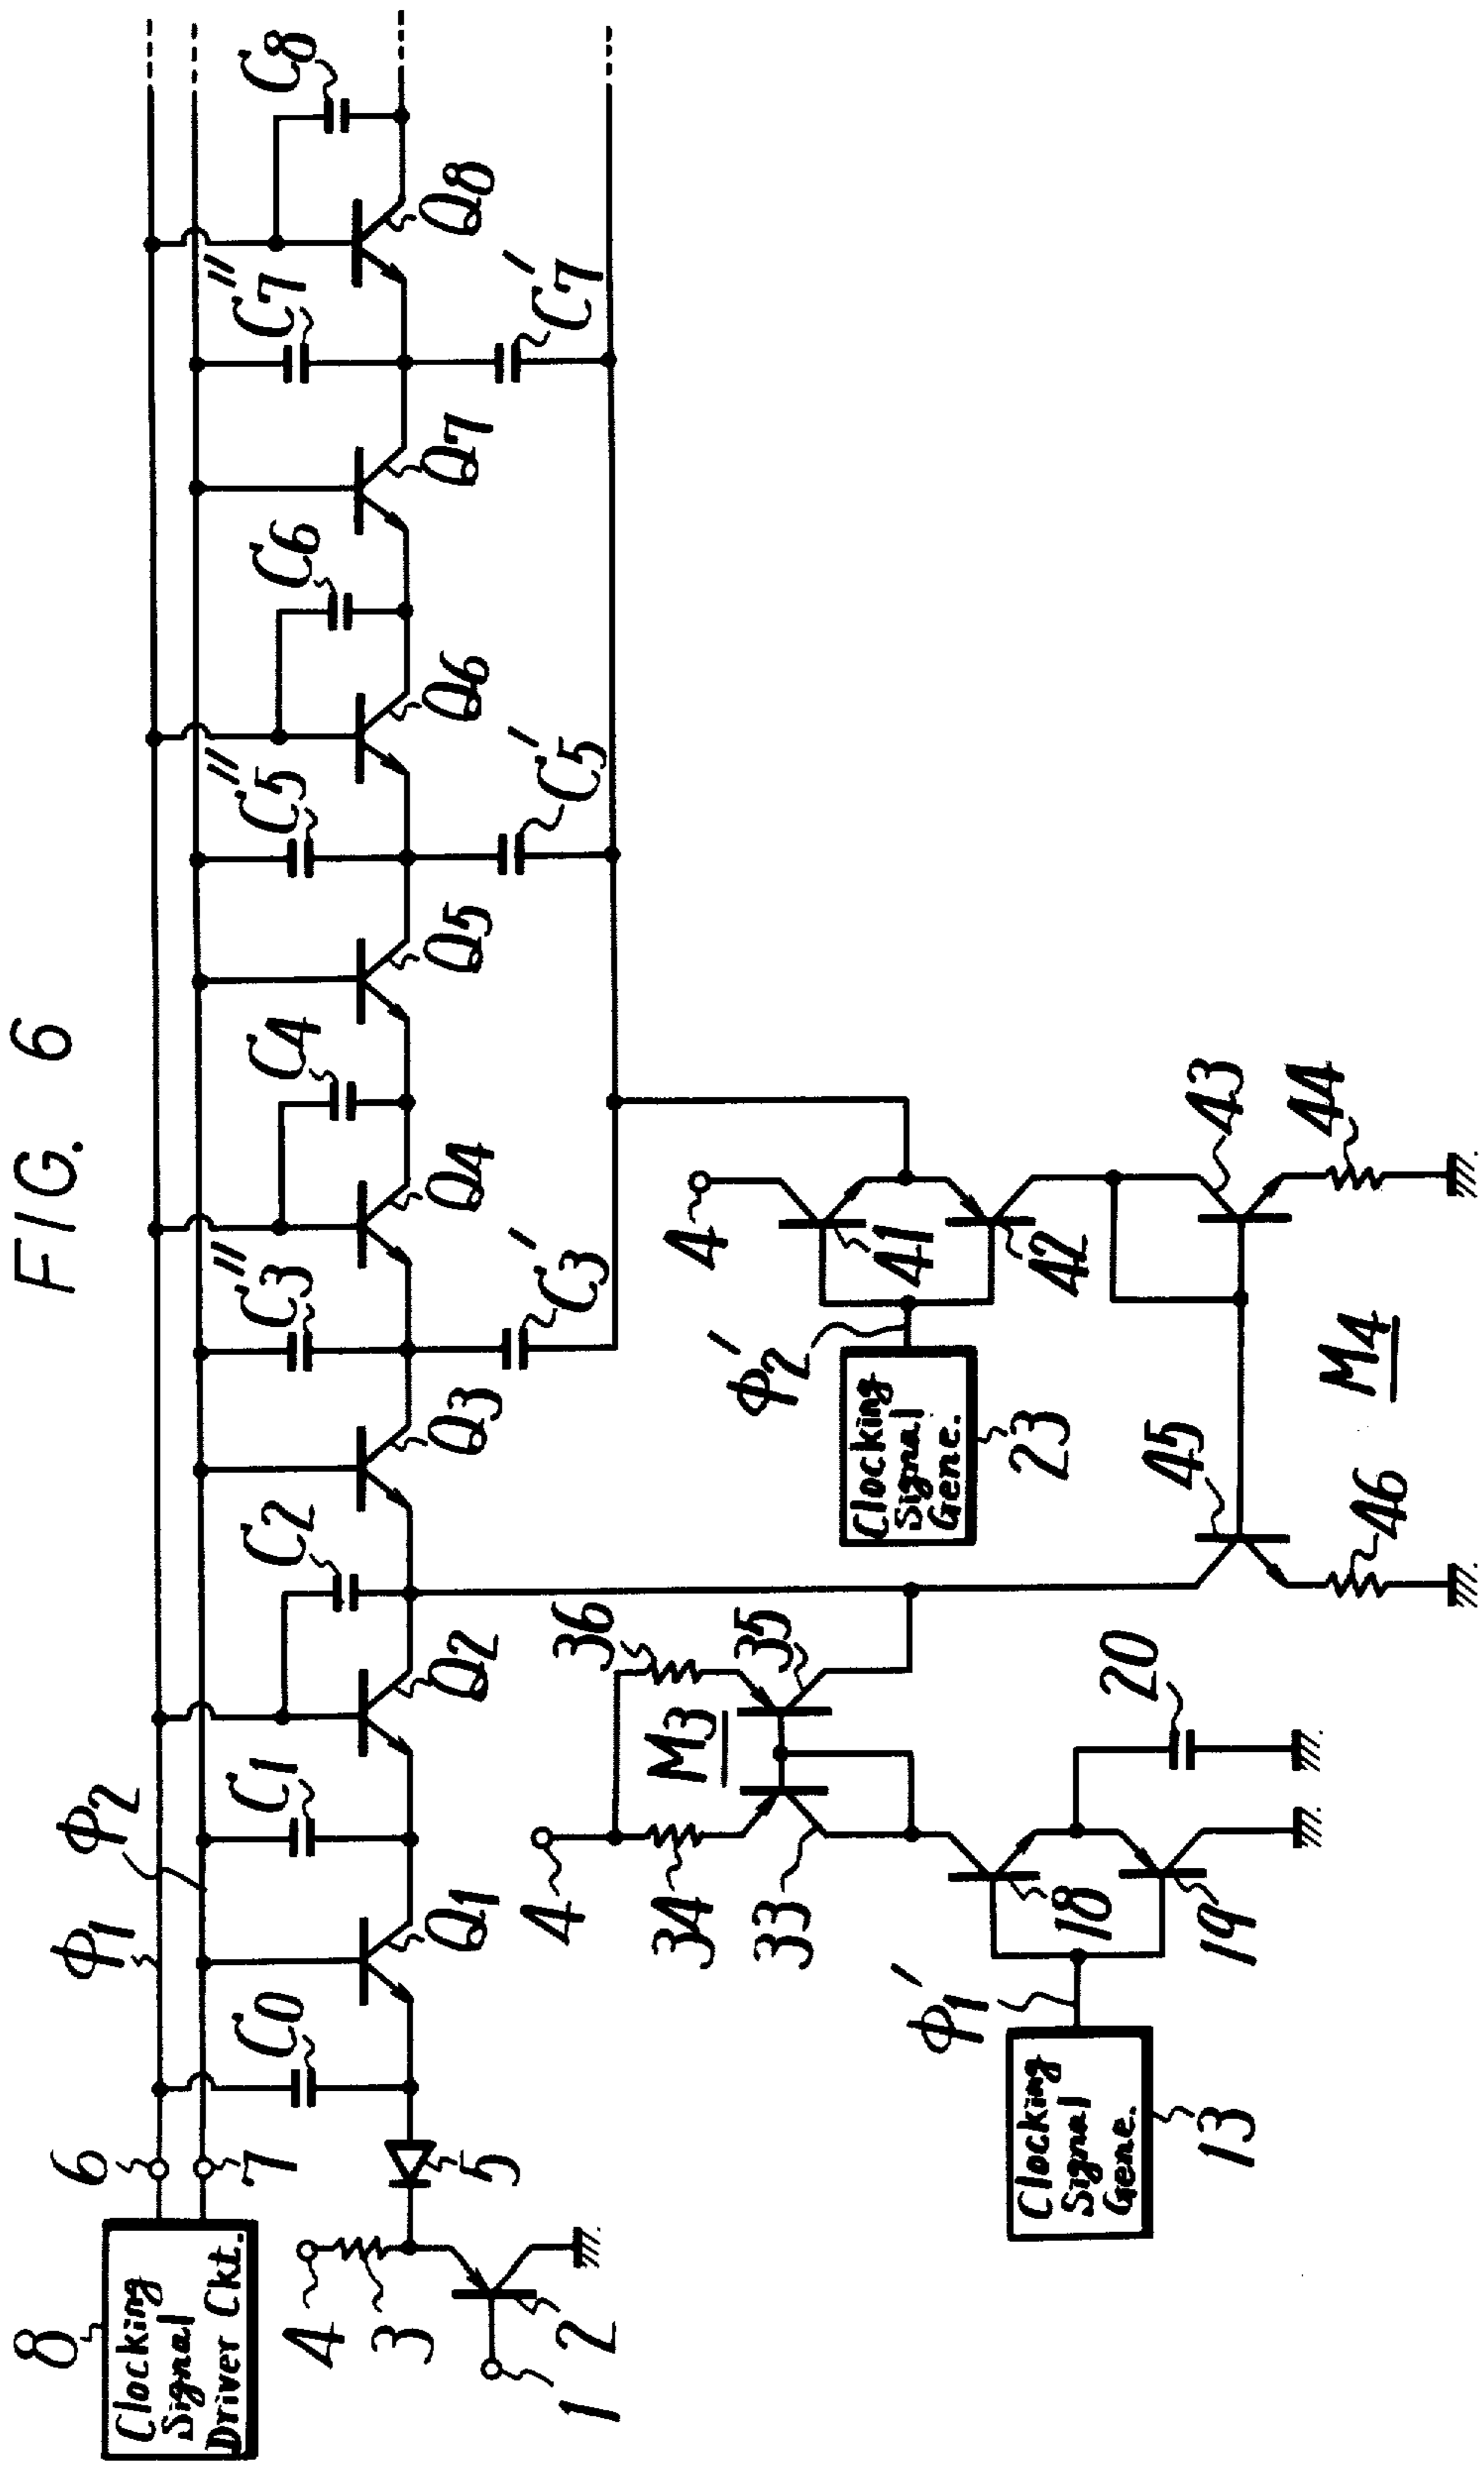 FIG. 6
8
Clocking
Signal
Driver Ckt.
6
7
ϕ1
ϕ2
C0
C1
C2
C3″
C4
C5″
C6
C7″
C8
Q1
Q2
Q3
Q4
Q5
Q6
Q7
Q8
4
3
5
1
2
C3′
C5′
C7′
4
34
36
M3
33
35
ϕ2′
4
41
42
Clocking
Signal
Gene.
23
ϕ1′
Clocking
Signal
Gene.
13
18
19
20
45
46
M4
43
44